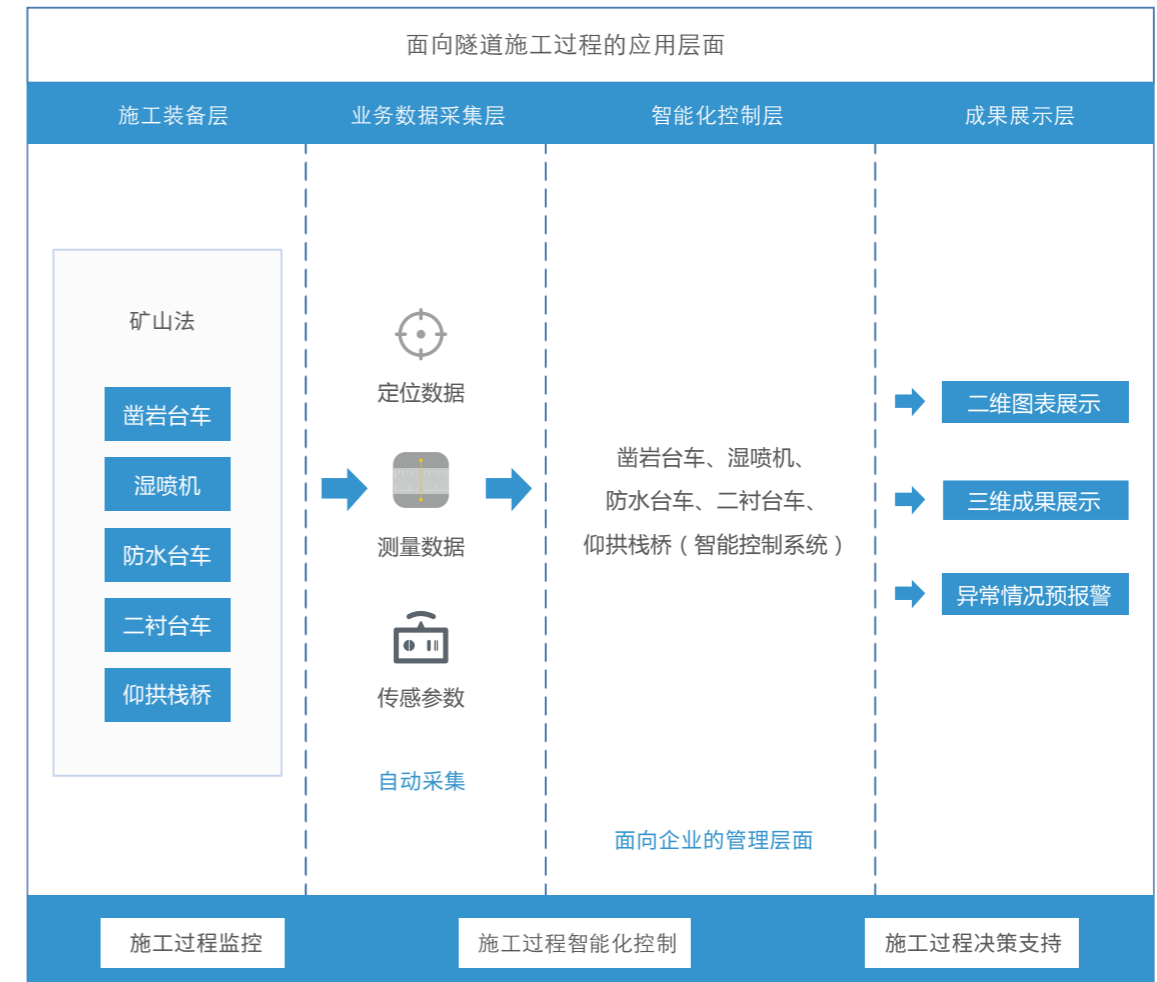 面向隧道施工过程的应用层面
施工装备层
业务数据采集层
智能化控制层
成果展示层
矿山法
凿岩台车
湿喷机
防水台车
二衬台车
仰拱栈桥
定位数据
测量数据
传感参数
自动采集
凿岩台车、湿喷机、
防水台车、二衬台车、
仰拱栈桥（智能控制系统）
面向企业的管理层面
二维图表展示
三维成果展示
异常情况预报警
施工过程监控
施工过程智能化控制
施工过程决策支持